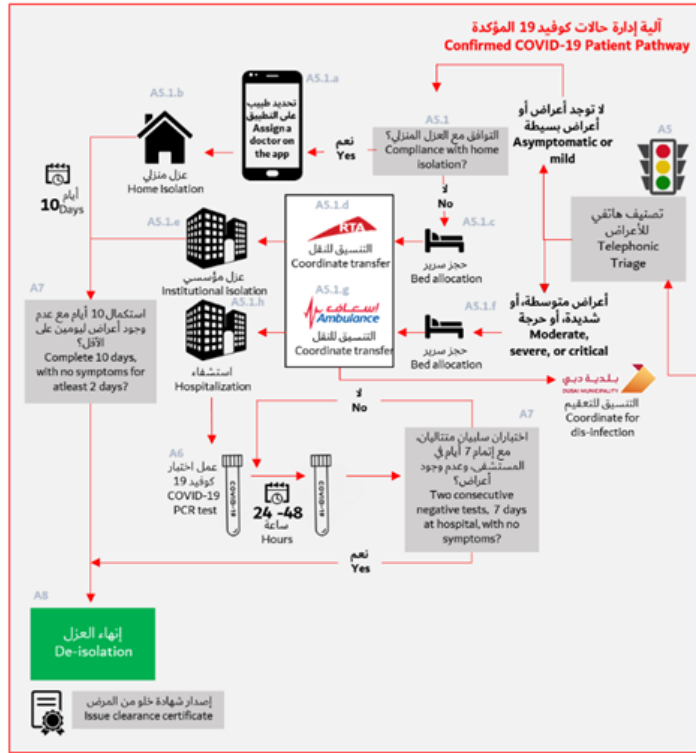 آلية إدارة حالات كوفيد 19 المؤكدة
Confirmed COVID-19 Patient Pathway
A5
تصنيف هاتفي
للأعراض
Telephonic
Triage
لا توجد أعراض أو
أعراض بسيطة
Asymptomatic or
mild
A5.1
التوافق مع العزل المنزلي؟
Compliance with home
isolation?
نعم
Yes
A5.1.a
تحديد طبيب
على التطبيق
Assign a
doctor on
the app
A5.1.b
عزل منزلي
Home Isolation
أيام
10 Days
لا
No
A5.1.c
حجز سرير
Bed allocation
A5.1.d
RTA
التنسيق للنقل
Coordinate transfer
A5.1.e
عزل مؤسسي
Institutional Isolation
أعراض متوسطة، أو
شديدة، أو حرجة
Moderate,
severe, or critical
A5.1.f
حجز سرير
Bed allocation
A5.1.g
اسعاف
Ambulance
التنسيق للنقل
Coordinate transfer
A5.1.h
استشفاء
Hospitalization
بلدية دبي
DUBAI MUNICIPALITY
التنسيق للتعقيم
Coordinate for
dis-infection
A7
استكمال 10 أيام مع عدم
وجود أعراض ليومين على
الأقل؟
Complete 10 days,
with no symptoms for
atleast 2 days?
A6
عمل اختبار
كوفيد 19
COVID-19
PCR test
COVID-19
24 -48
ساعة
Hours
COVID-19
لا
No
A7
اختباران سلبيان متتاليان،
مع إتمام 7 أيام في
المستشفى، وعدم وجود
أعراض؟
Two consecutive
negative tests, 7 days
at hospital, with no
symptoms?
نعم
Yes
A8
إنهاء العزل
De-isolation
إصدار شهادة خلو من المرض
Issue clearance certificate